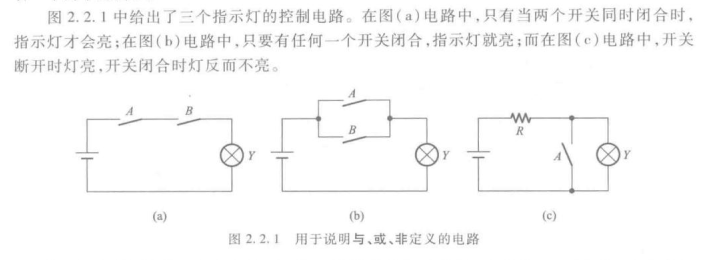 图 2.2.1 中给出了三个指示灯的控制电路。在图(a)电路中,只有当两个开关同时闭合时,
指示灯才会亮;在图(b)电路中,只要有任何一个开关闭合,指示灯就亮;而在图(c)电路中,开关
断开时灯亮,开关闭合时灯反而不亮。
A B Y
A B Y
R A Y
(a) (b) (c)
图 2.2.1 用于说明与、或、非定义的电路